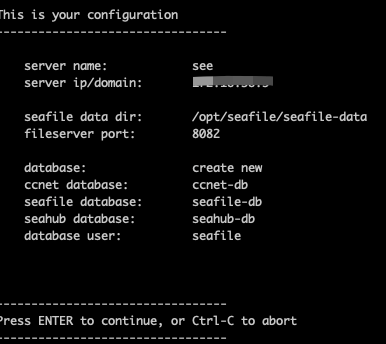 This is your configuration
---------------------------------
server name: see
server ip/domain:
seafile data dir: /opt/seafile/seafile-data
fileserver port: 8082
database: create new
ccnet database: ccnet-db
seafile database: seafile-db
seahub database: seahub-db
database user: seafile
---------------------------------
Press ENTER to continue, or Ctrl-C to abort
---------------------------------